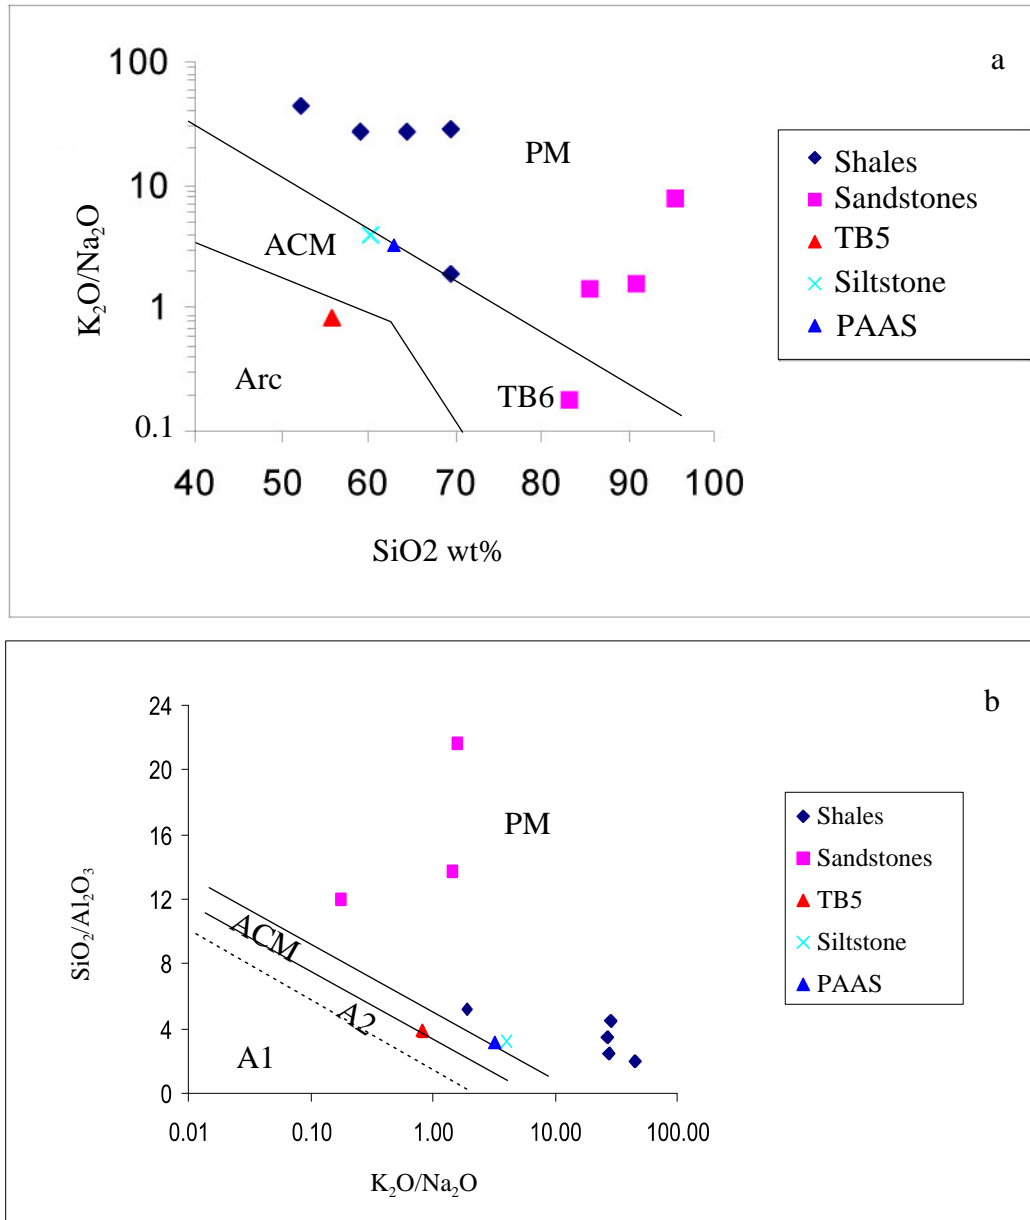 a
100
10
1
0.1
K₂O/Na₂O
PM
ACM
Arc
TB6
40 50 60 70 80 90 100
SiO2 wt%
Shales
Sandstones
TB5
Siltstone
PAAS
b
24
20
16
12
8
4
0
SiO₂/Al₂O₃
PM
ACM
A2
A1
0.01 0.10 1.00 10.00 100.00
K₂O/Na₂O
Shales
Sandstones
TB5
Siltstone
PAAS